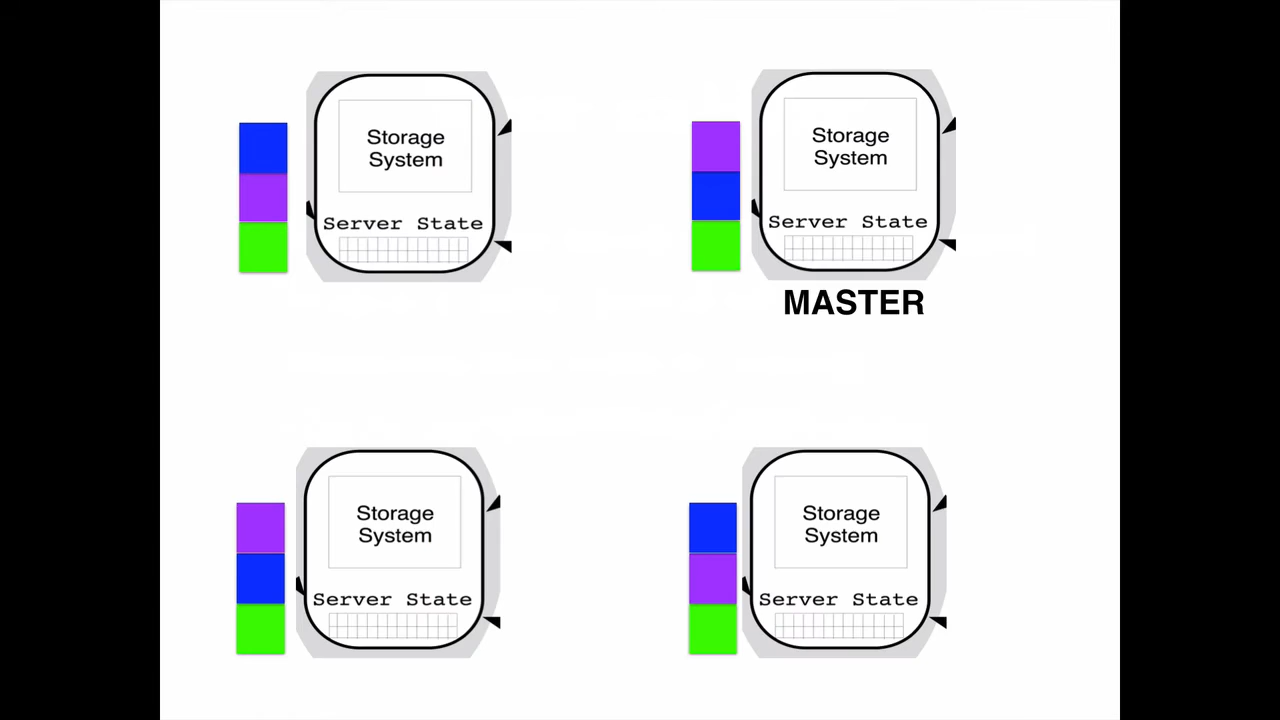 Storage
System
Server State
Storage
System
Server State
MASTER
Storage
System
Server State
Storage
System
Server State